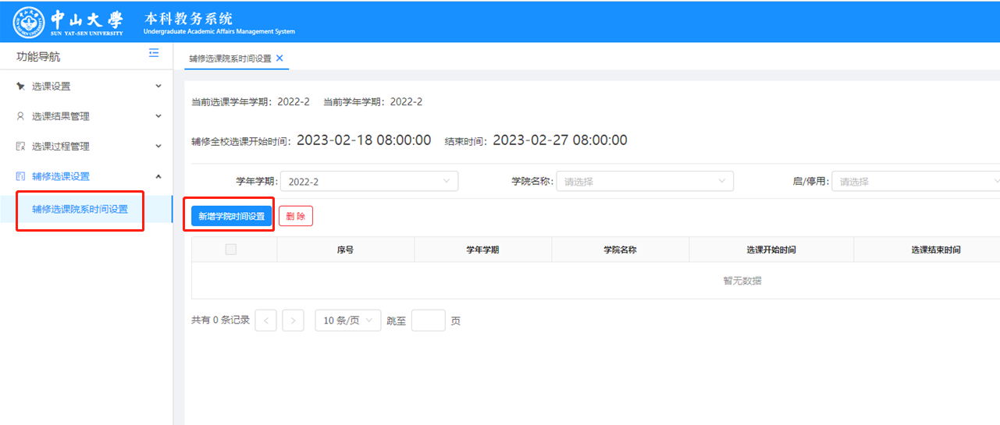 中山大學
SUN YAT-SEN UNIVERSITY
本科教务系统
Undergraduate Academic Affairs Management System
功能导航
选课设置
选课结果管理
选课过程管理
辅修选课设置
辅修选课院系时间设置
辅修选课院系时间设置 ✕
当前选课学年学期：2022-2 当前学年学期：2022-2
辅修全校选课开始时间：2023-02-18 08:00:00 结束时间：2023-02-27 08:00:00
学年学期: 2022-2 学院名称: 请选择 启/停用: 请选择
新增学院时间设置 删 除
序号 学年学期 学院名称 选课开始时间 选课结束时间
暂无数据
共有 0 条记录 < > 10 条/页 跳至 页